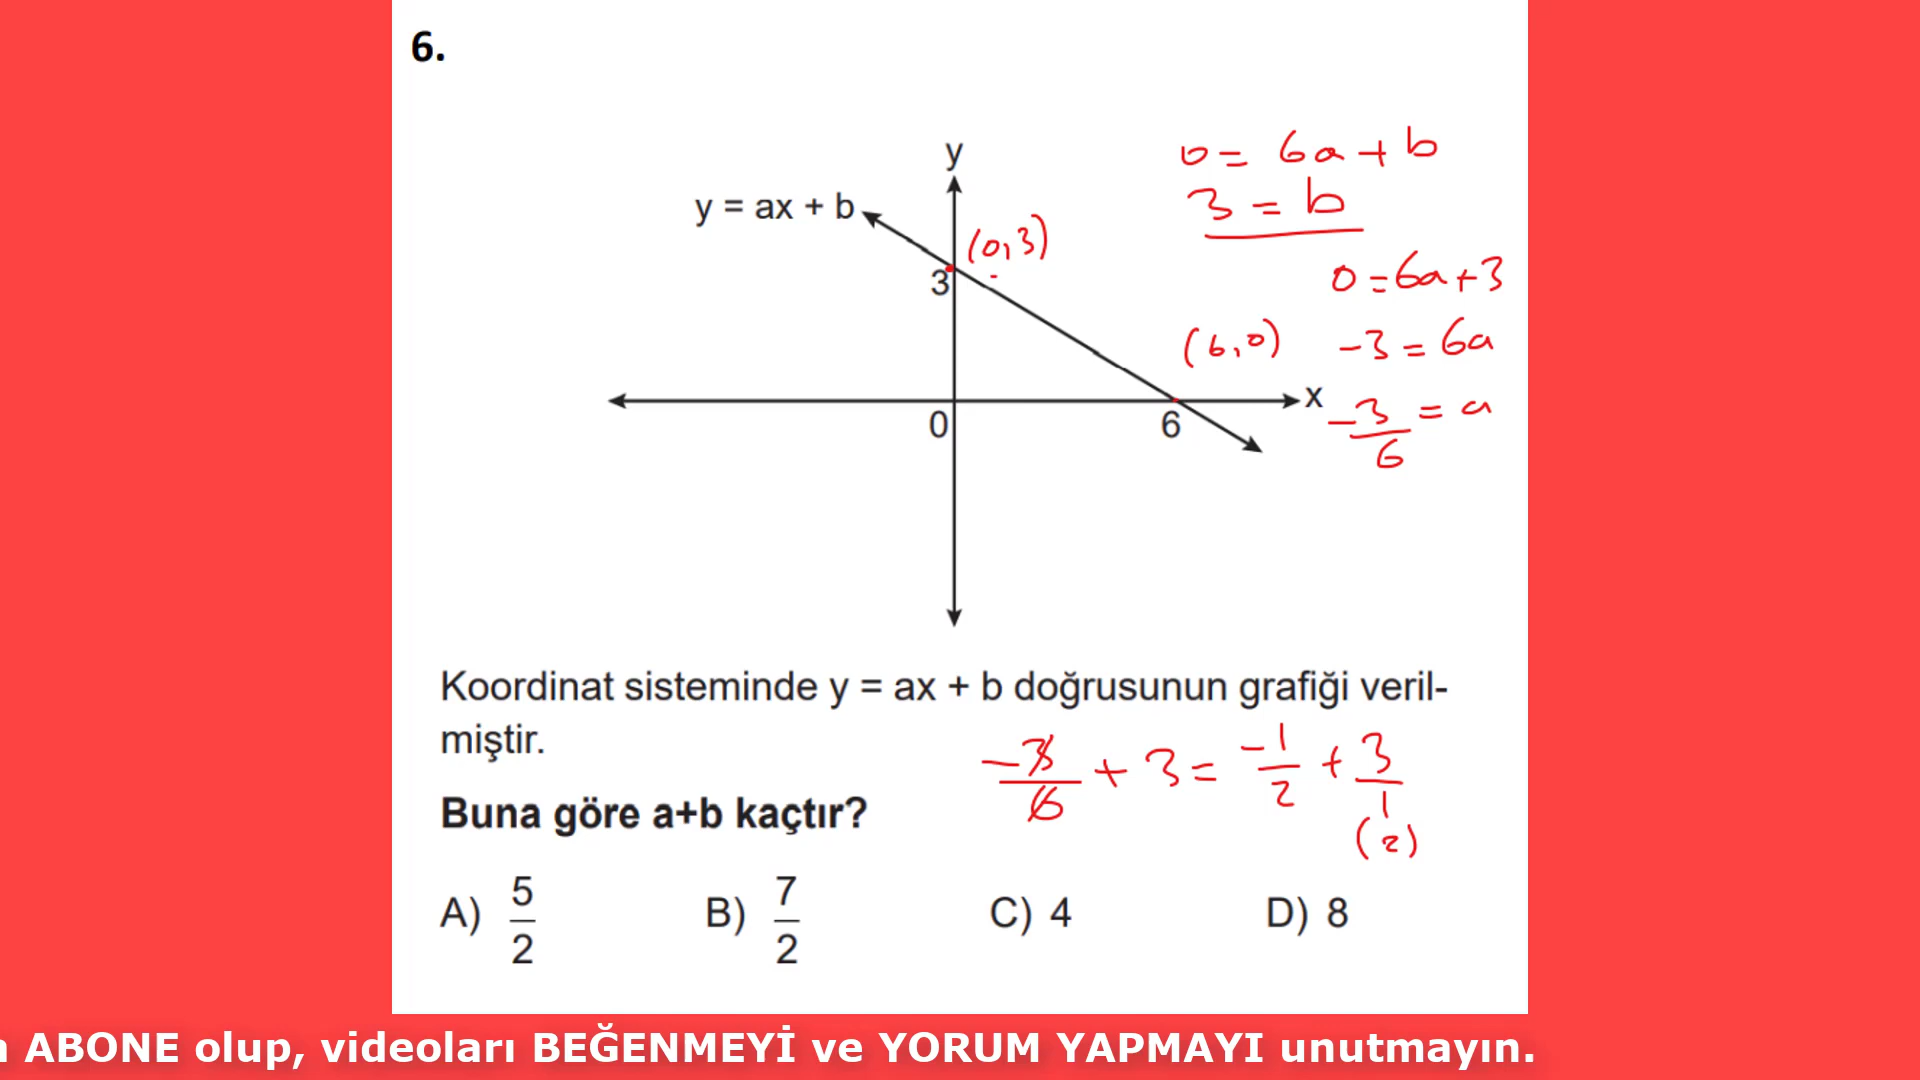 6.
y
y = ax + b
3
0
6
x
(0,3)
(6,0)
0 = 6a + b
3 = b
0 = 6a + 3
-3 = 6a
-3/6 = a
Koordinat sisteminde y = ax + b doğrusunun grafiği veril-
miştir.
-3/6 + 3 = -1/2 + 3/1
(2)
Buna göre a+b kaçtır?
A) 5/2 B) 7/2 C) 4 D) 8
ABONE olup, videoları BEĞENMEYİ ve YORUM YAPMAYI unutmayın.